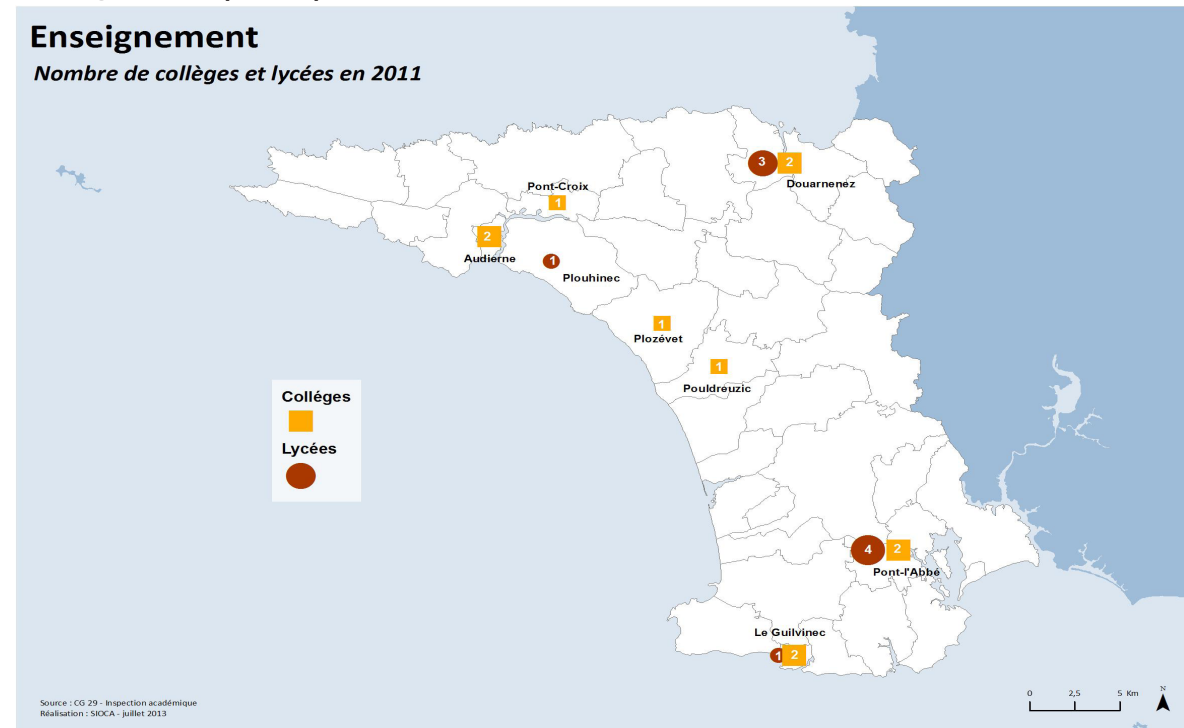 Enseignement
Nombre de collèges et lycées en 2011
3
2
Douarnenez
Pont-Croix
1
2
Audierne
1
Plouhinec
1
Plozévet
1
Pouldreuzic
Colléges
Lycées
4
2
Pont-l'Abbé
Le Guilvinec
1
2
Source : CG 29 - Inspection académique
Réalisation : SIOCA - juillet 2013
0 2,5 5 Km
N